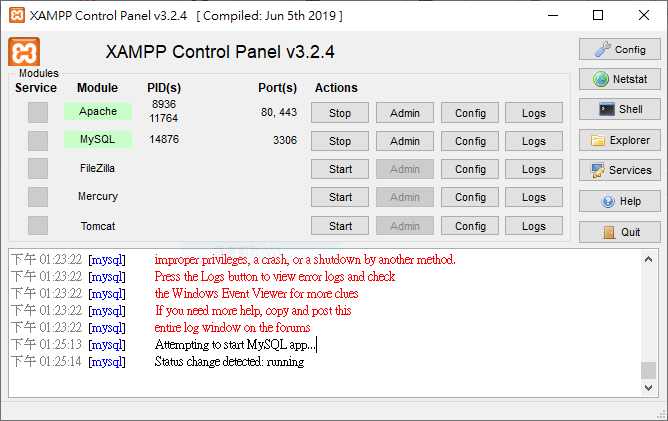 XAMPP Control Panel v3.2.4 [ Compiled: Jun 5th 2019 ]
XAMPP Control Panel v3.2.4
Config
Modules
Service Module PID(s) Port(s) Actions
Netstat
Apache 8936 11764 80, 443 Stop Admin Config Logs
Shell
MySQL 14876 3306 Stop Admin Config Logs
Explorer
FileZilla Start Admin Config Logs
Services
Mercury Start Admin Config Logs
Help
Tomcat Start Admin Config Logs
Quit
下午 01:23:22 [mysql] improper privileges, a crash, or a shutdown by another method.
下午 01:23:22 [mysql] Press the Logs button to view error logs and check
下午 01:23:22 [mysql] the Windows Event Viewer for more clues
下午 01:23:22 [mysql] If you need more help, copy and post this
下午 01:23:22 [mysql] entire log window on the forums
下午 01:25:13 [mysql] Attempting to start MySQL app...
下午 01:25:14 [mysql] Status change detected: running